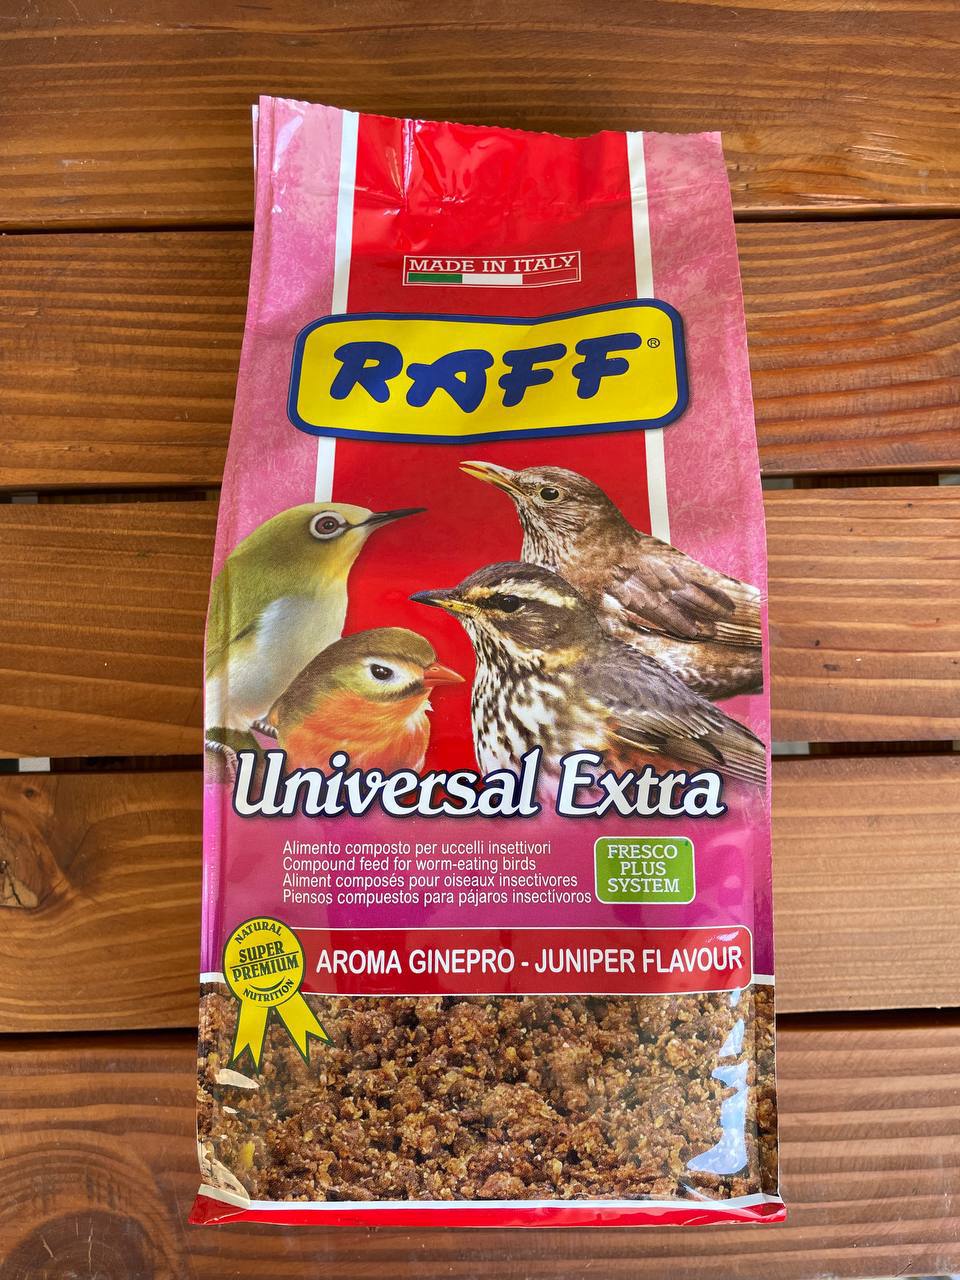 MADE IN ITALY
RAFF®
Universal Extra
Alimento composto per uccelli insettivori
Compound feed for worm-eating birds
Aliment composés pour oiseaux insectivores
Piensos compuestos para pájaros insectívoros
FRESCO
PLUS
SYSTEM
NATURAL
SUPER
PREMIUM
NUTRITION
AROMA GINEPRO - JUNIPER FLAVOUR